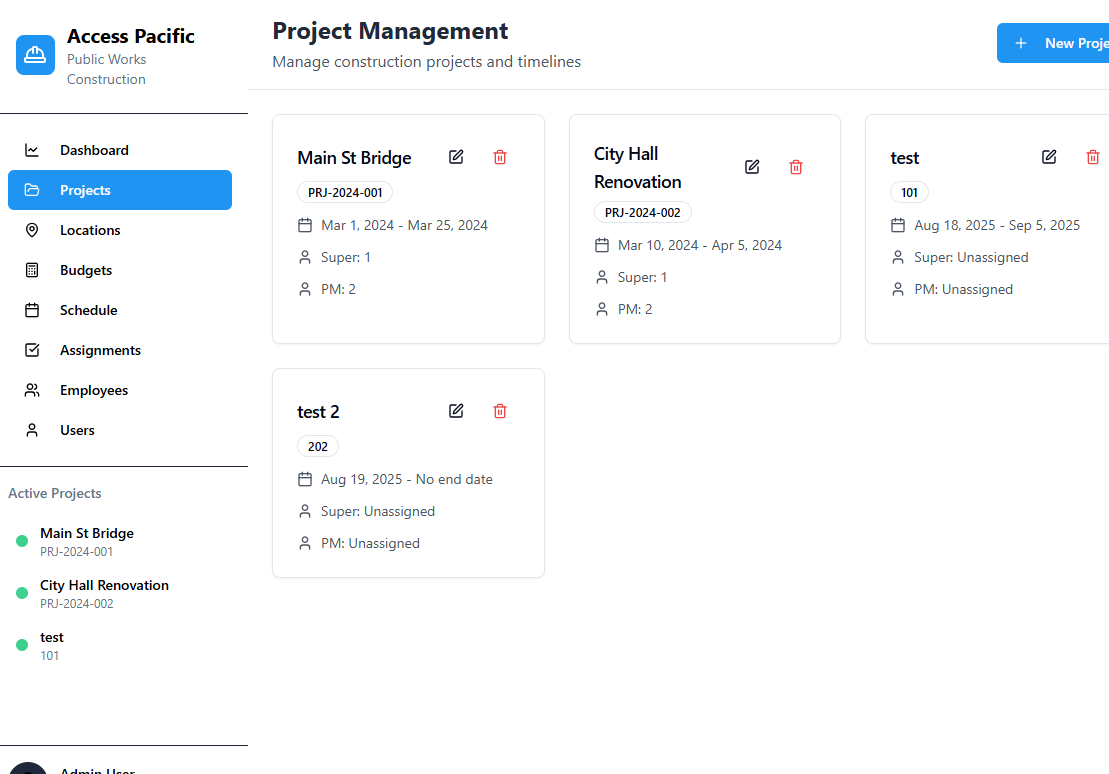 Access Pacific
Public Works
Construction
Dashboard
Projects
Locations
Budgets
Schedule
Assignments
Employees
Users
Active Projects
Main St Bridge
PRJ-2024-001
City Hall Renovation
PRJ-2024-002
test
101
Admin User
Project Management
Manage construction projects and timelines
New Proje
Main St Bridge
PRJ-2024-001
Mar 1, 2024 - Mar 25, 2024
Super: 1
PM: 2
City Hall
Renovation
PRJ-2024-002
Mar 10, 2024 - Apr 5, 2024
Super: 1
PM: 2
test
101
Aug 18, 2025 - Sep 5, 2025
Super: Unassigned
PM: Unassigned
test 2
202
Aug 19, 2025 - No end date
Super: Unassigned
PM: Unassigned